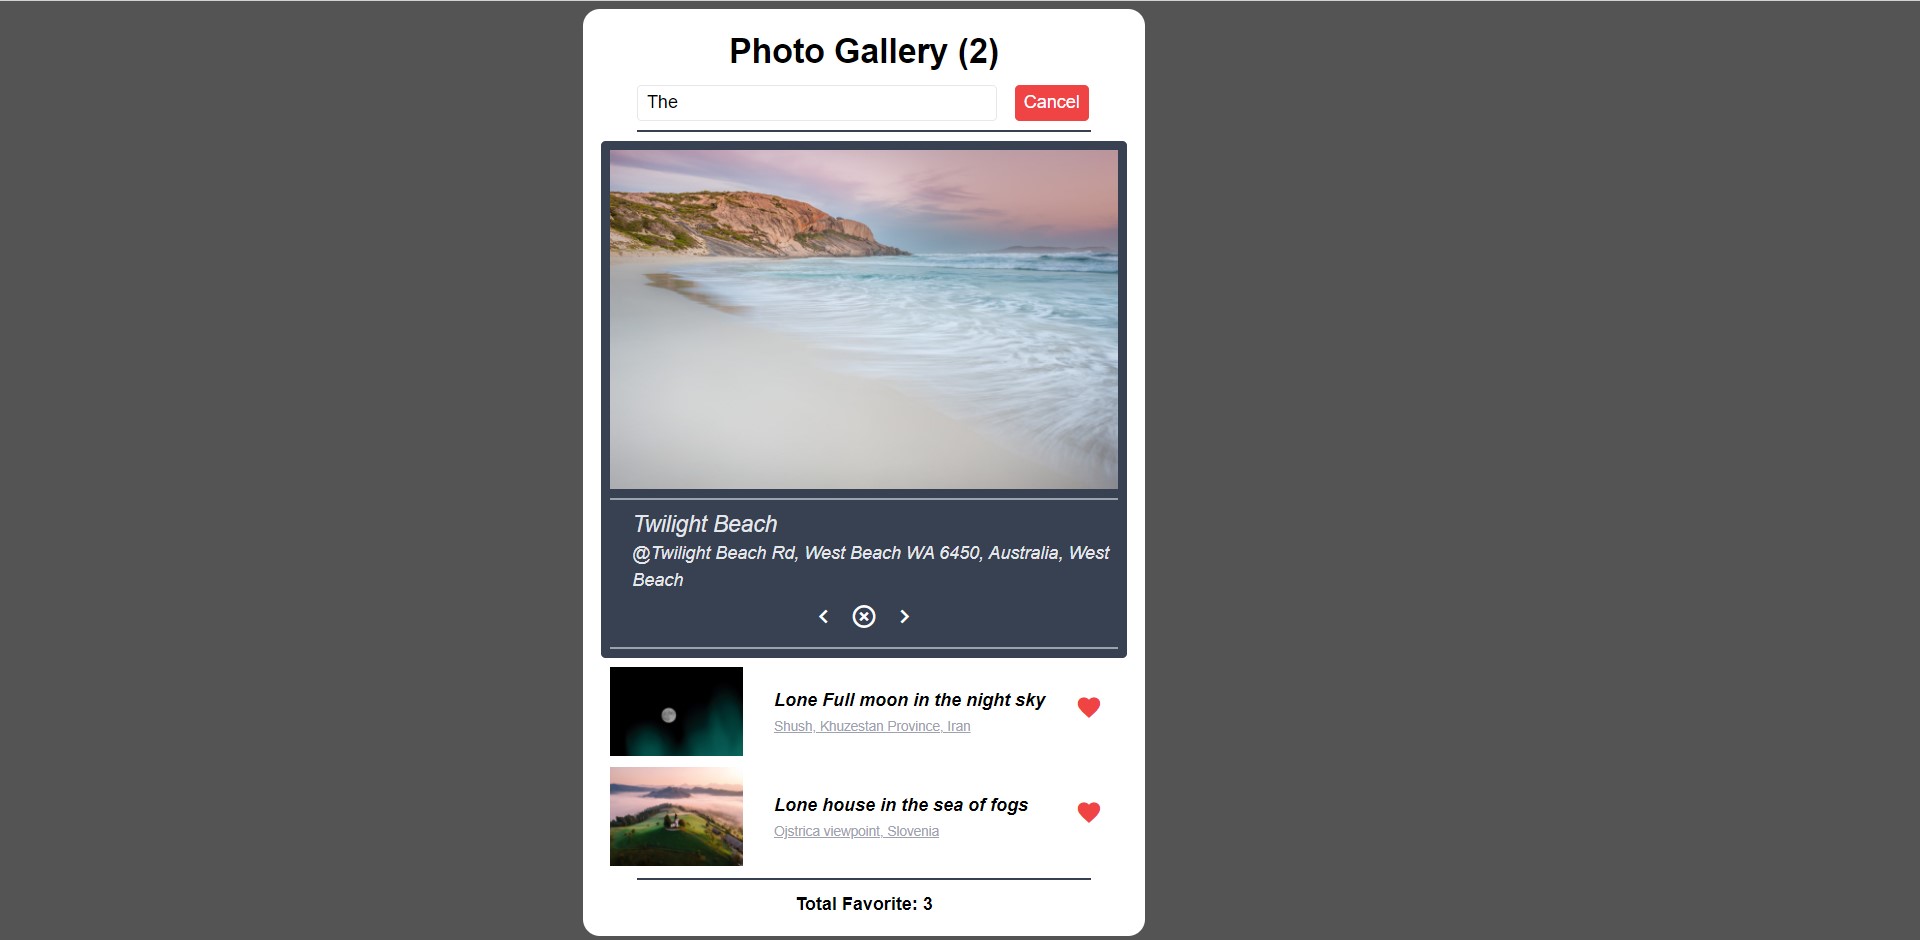 Photo Gallery (2)
The
Cancel
Twilight Beach
@Twilight Beach Rd, West Beach WA 6450, Australia, West
Beach
Lone Full moon in the night sky
Shush, Khuzestan Province, Iran
Lone house in the sea of fogs
Ojstrica viewpoint, Slovenia
Total Favorite: 3